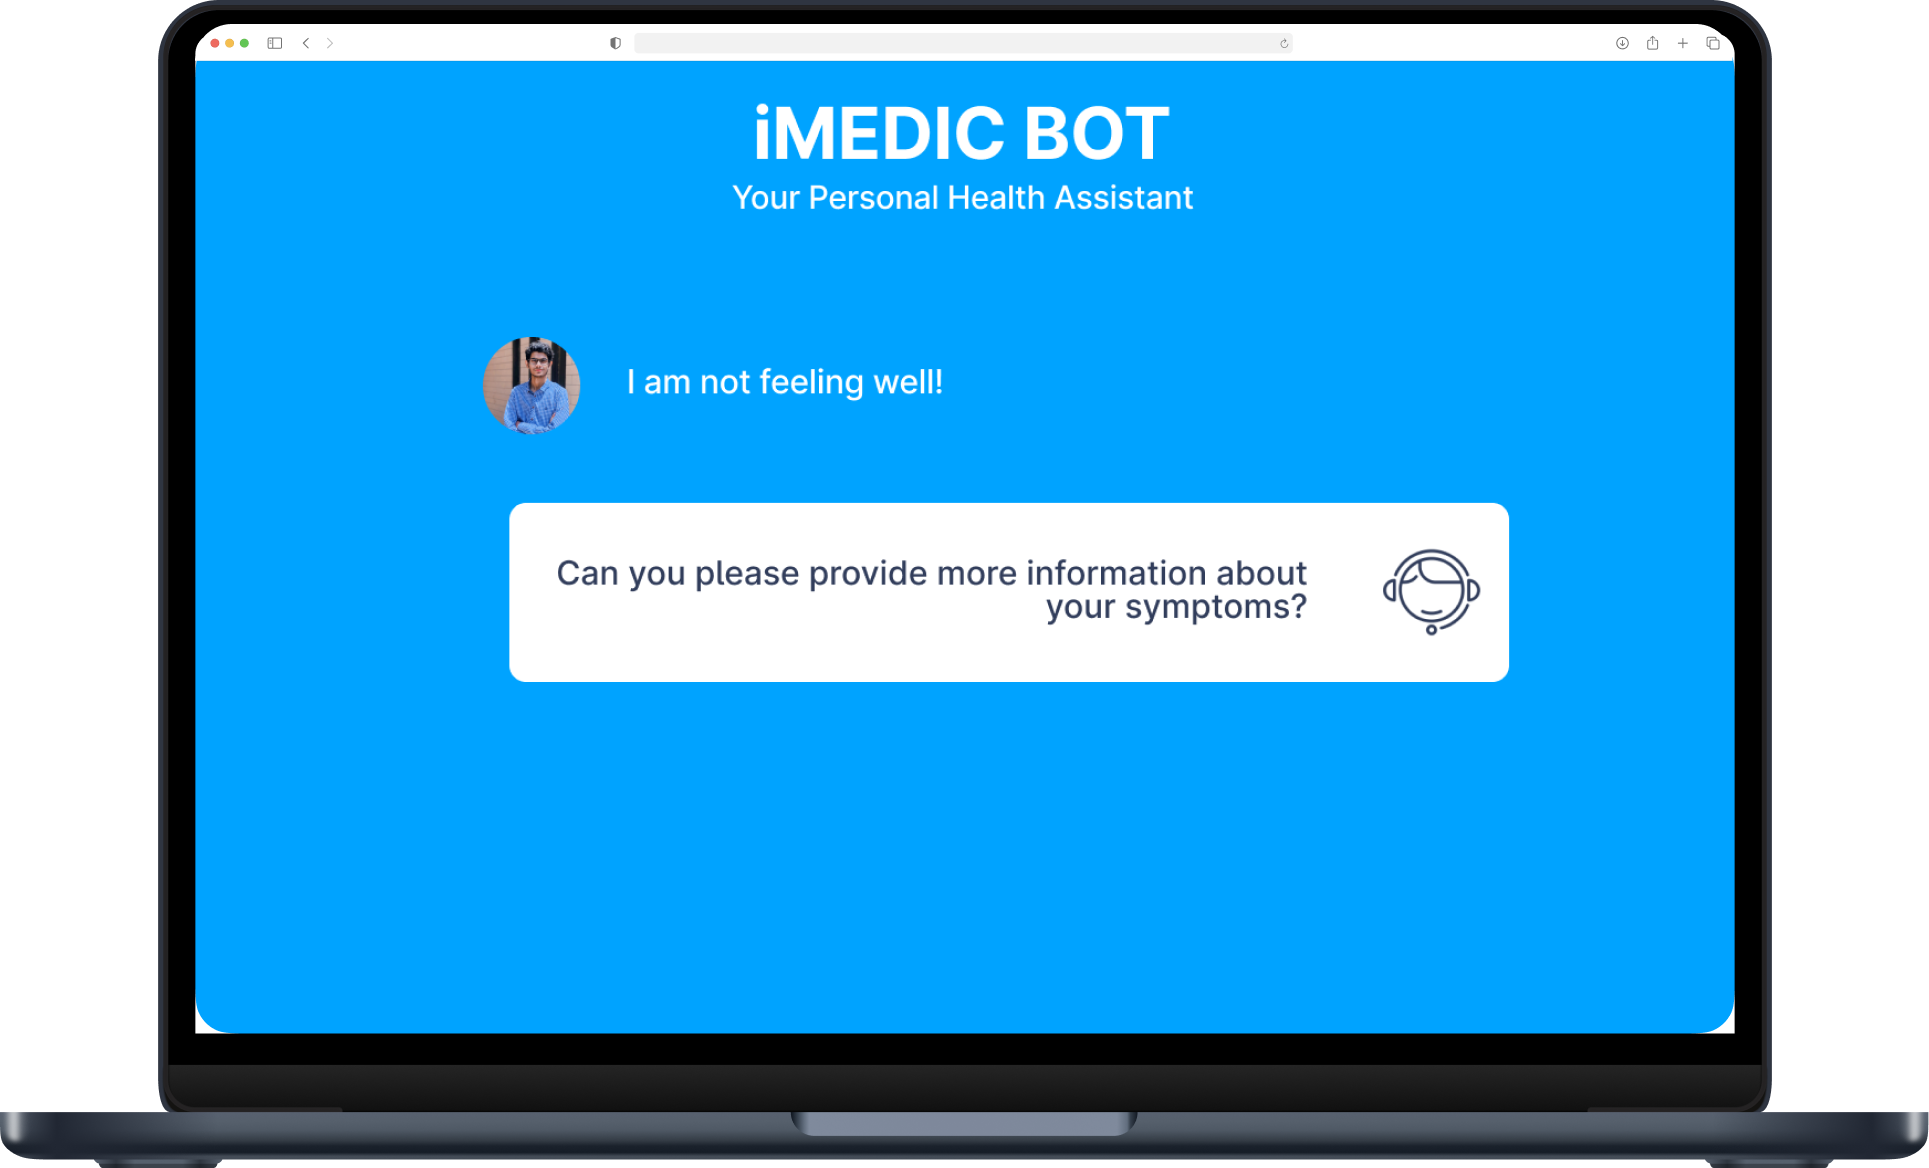 iMEDIC BOT
Your Personal Health Assistant
I am not feeling well!
Can you please provide more information about
your symptoms?